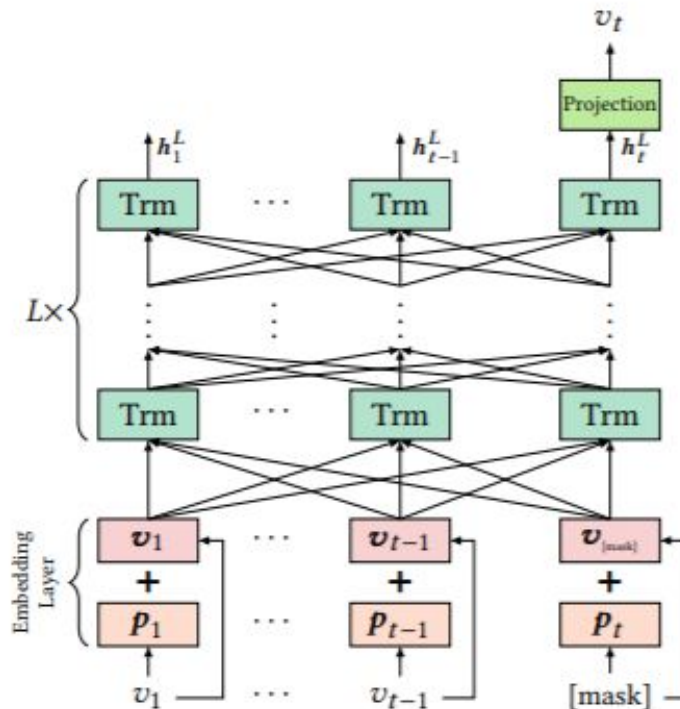 v_t
Projection
h_1^L h_{t-1}^L h_t^L
Trm ... Trm Trm
L×
Trm ... Trm Trm
Embedding
Layer
v_1 ... v_{t-1} v_{[mask]}
+ + +
p_1 ... p_{t-1} p_t
v_1 ... v_{t-1} [mask]